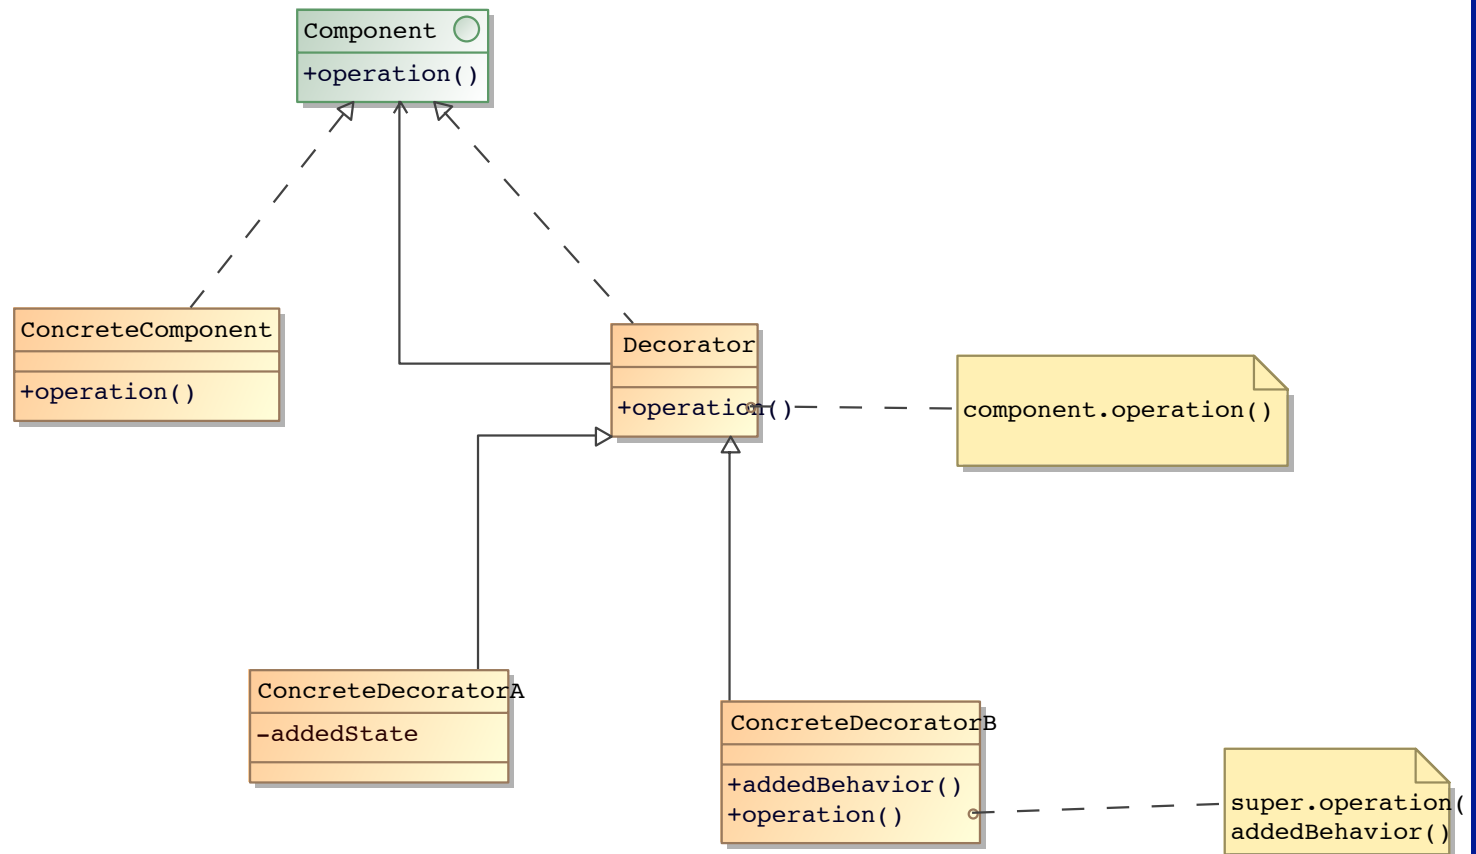 Component
+operation()
ConcreteComponent
+operation()
Decorator
+operation()
component.operation()
ConcreteDecoratorA
-addedState
ConcreteDecoratorB
+addedBehavior()
+operation()
super.operation(
addedBehavior()